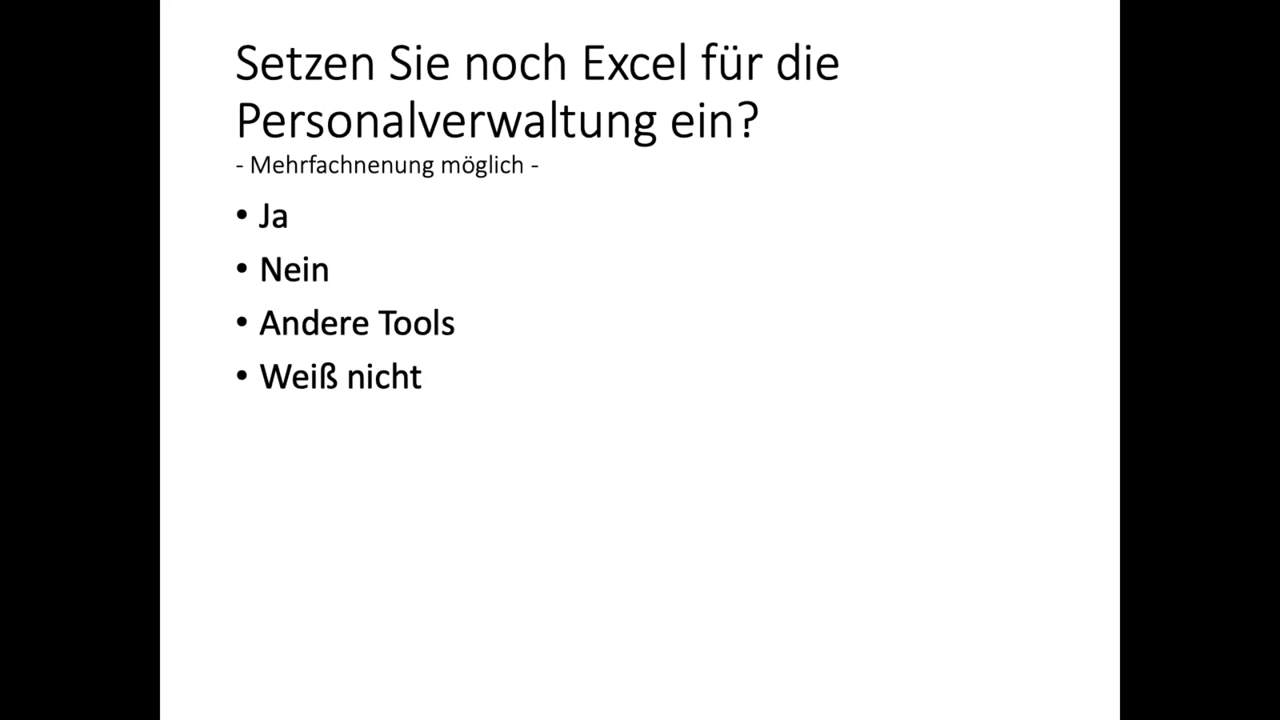 Setzen Sie noch Excel für die
Personalverwaltung ein?
- Mehrfachnenung möglich -
• Ja
• Nein
• Andere Tools
• Weiß nicht